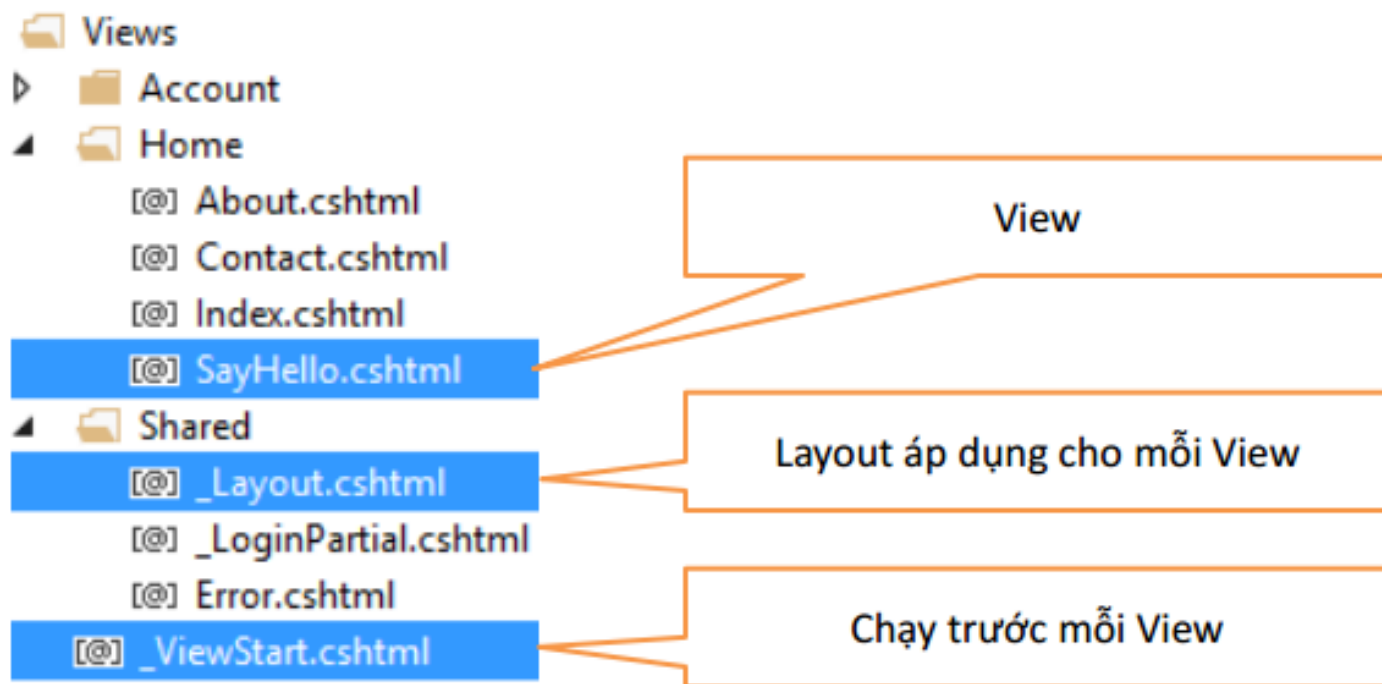 Views
Account
Home
[@] About.cshtml
[@] Contact.cshtml
[@] Index.cshtml
[@] SayHello.cshtml
View
Shared
[@] _Layout.cshtml
Layout áp dụng cho mỗi View
[@] _LoginPartial.cshtml
[@] Error.cshtml
[@] _ViewStart.cshtml
Chạy trước mỗi View